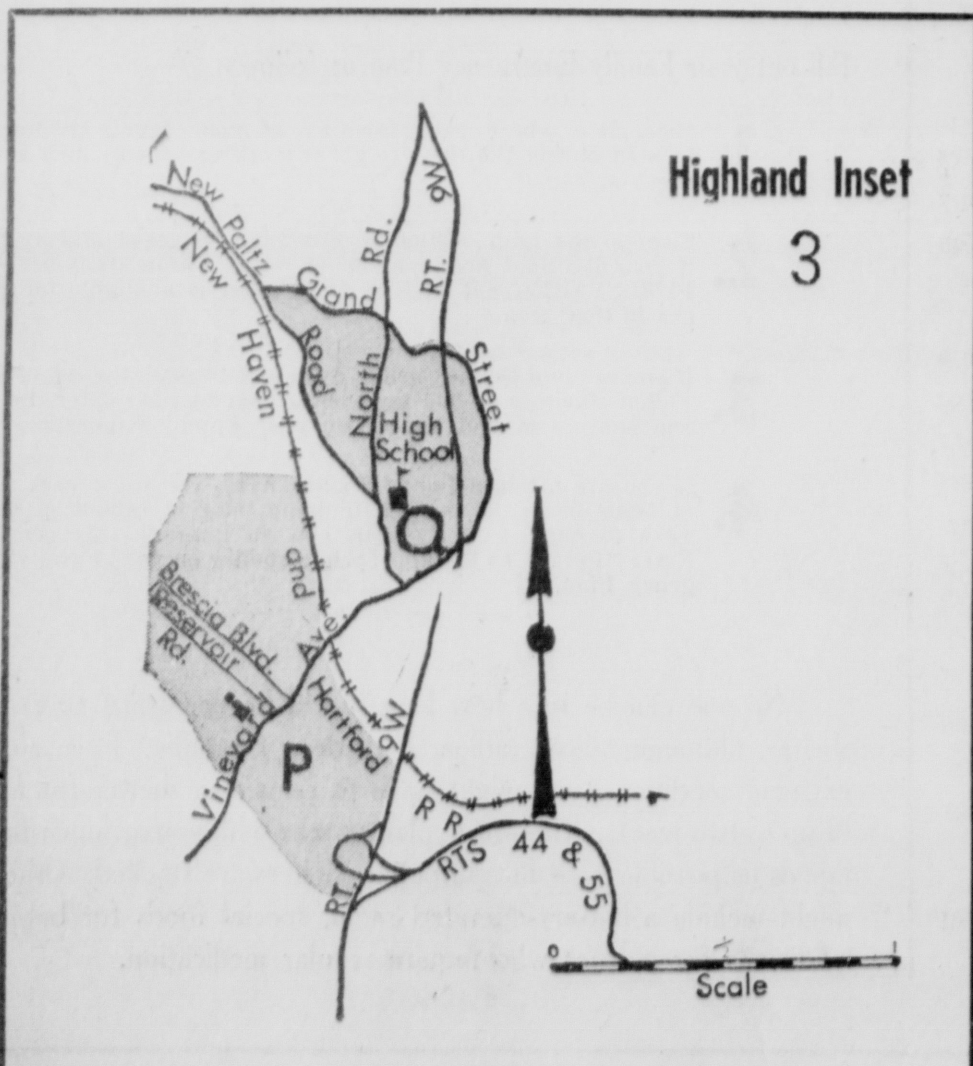 Highland Inset
3
New Paltz Road
New Haven and Hartford R R
Grand Street
North Rd.
RT. 9W
High
School
O
Brescia Blvd.
Reservoir
Rd.
Vineyard Ave.
P
RT. 9W
RTS 44 & 55
0 1
Scale